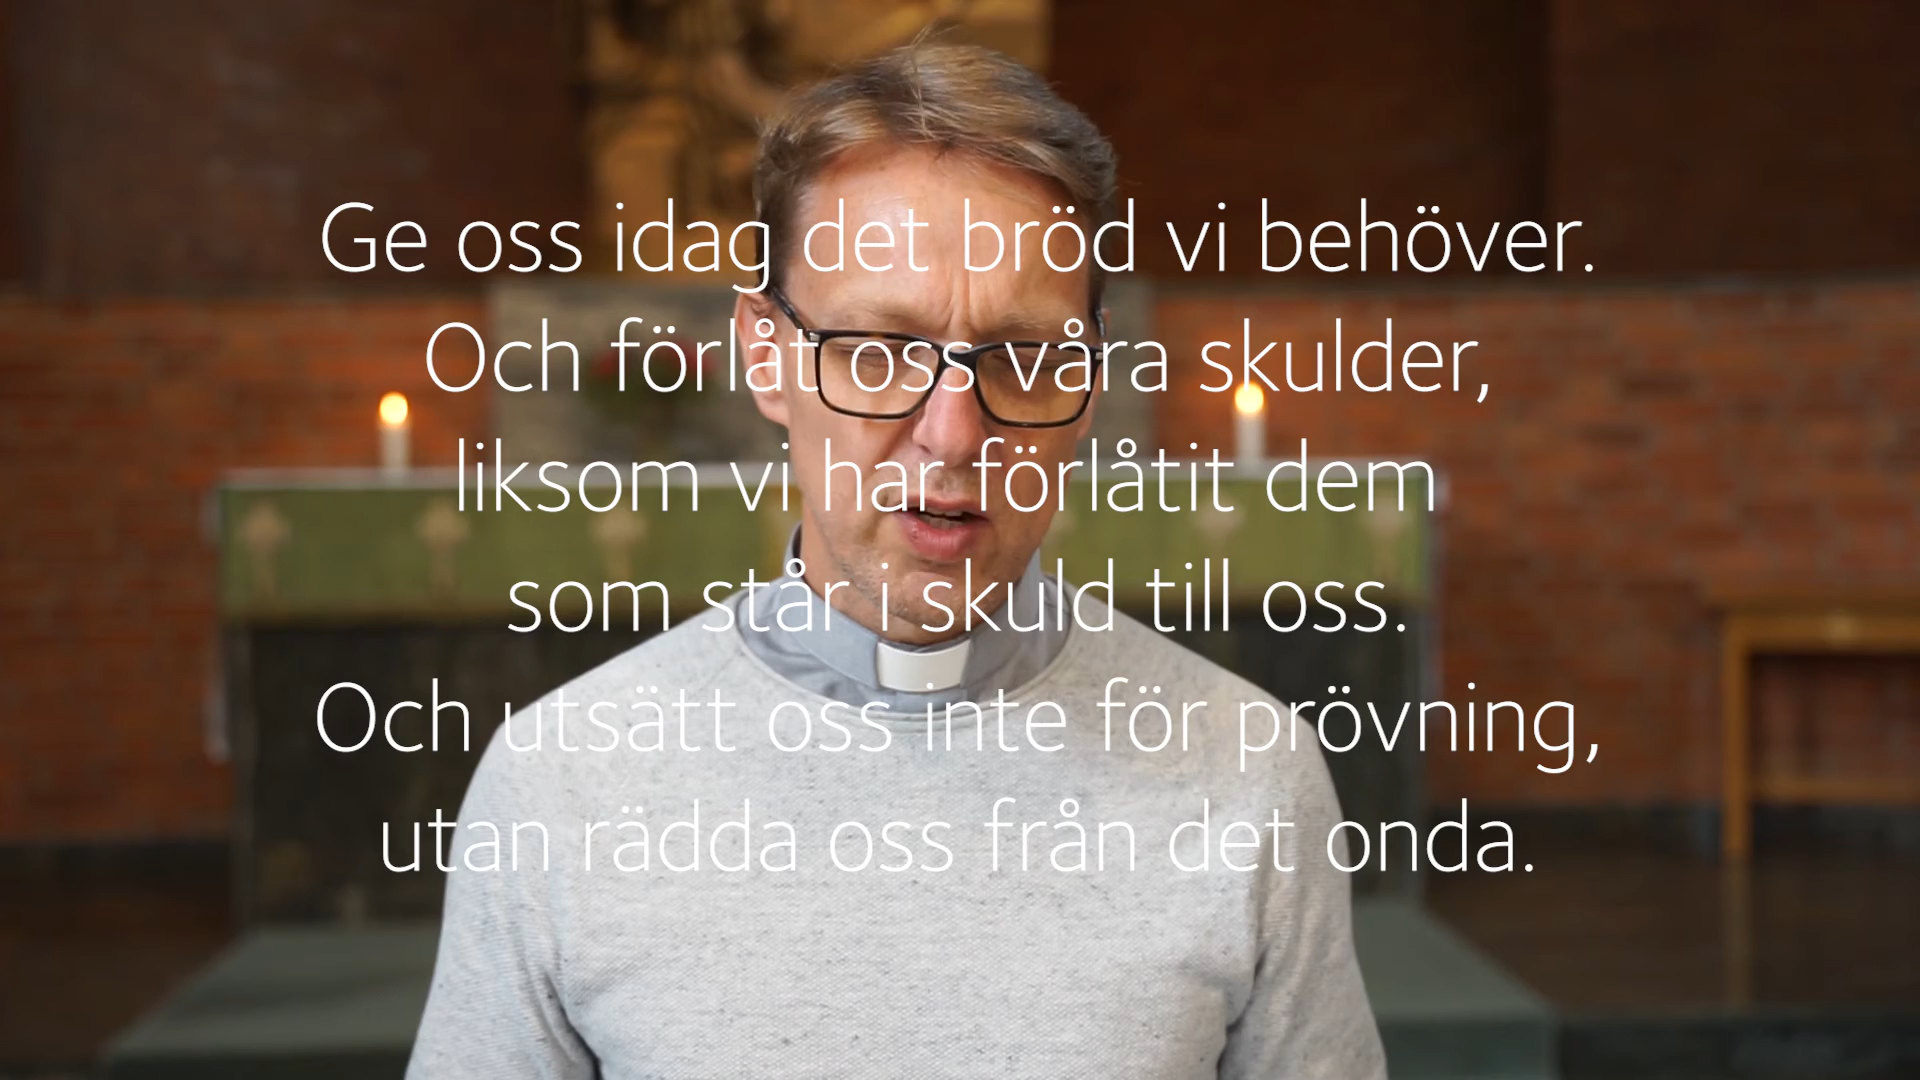 Ge oss idag det bröd vi behöver.
Och förlåt oss våra skulder,
liksom vi har förlåtit dem
som står i skuld till oss.
Och utsätt oss inte för prövning,
utan rädda oss från det onda.